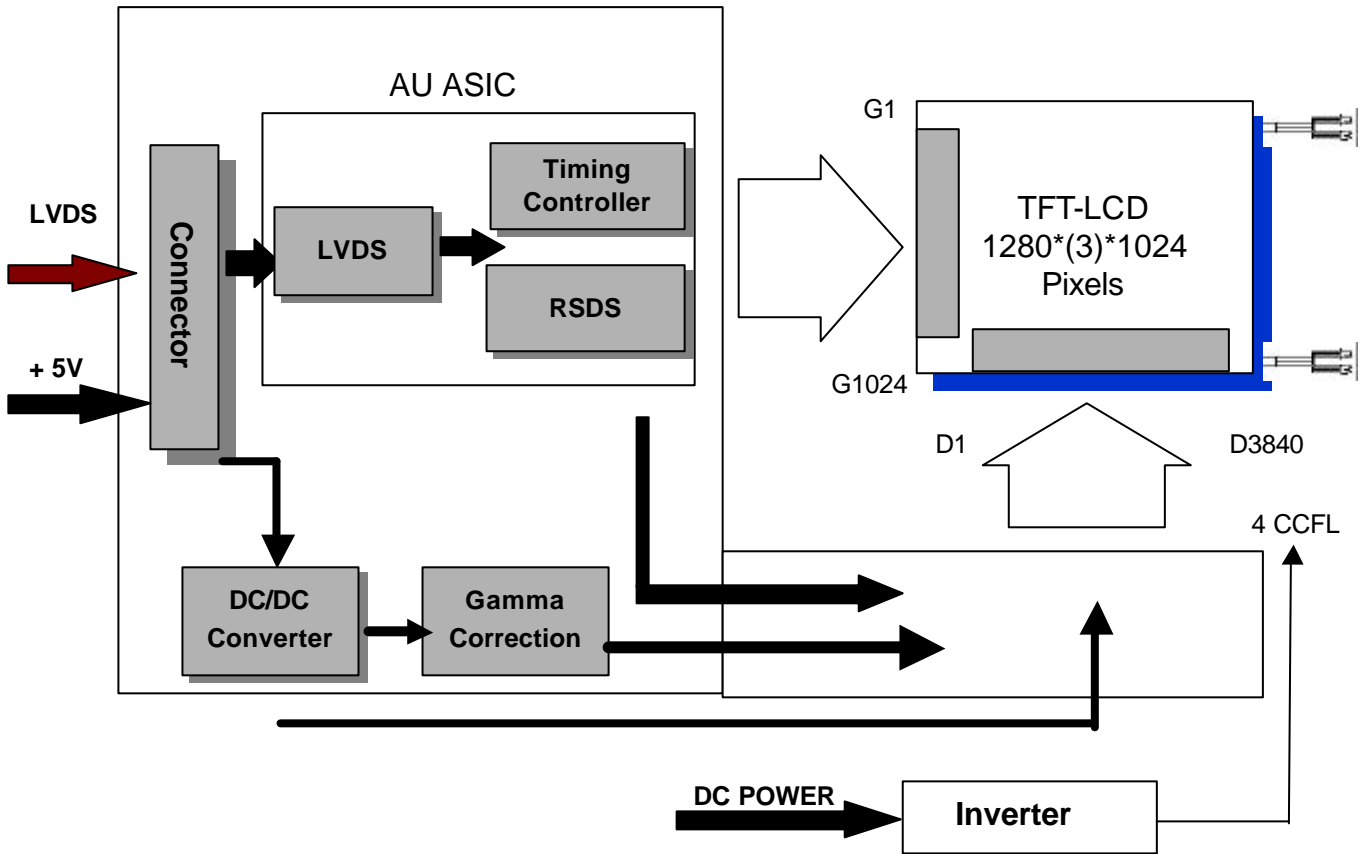 AU ASIC
G1
Timing
Controller
TFT-LCD
1280*(3)*1024
Pixels
LVDS
Connector
LVDS
RSDS
+ 5V
G1024
D1
D3840
4 CCFL
DC/DC
Converter
Gamma
Correction
DC POWER
Inverter